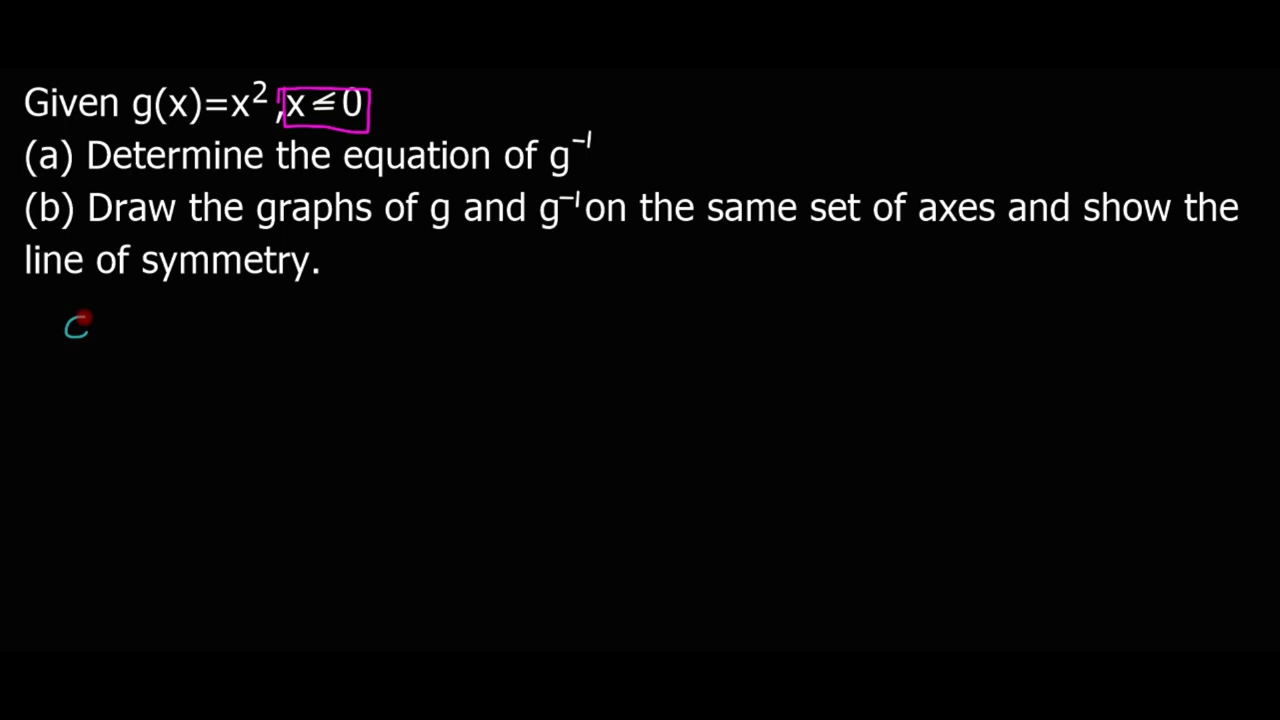 Given g(x)=x² ,x≤0
(a) Determine the equation of g⁻¹
(b) Draw the graphs of g and g⁻¹ on the same set of axes and show the
line of symmetry.